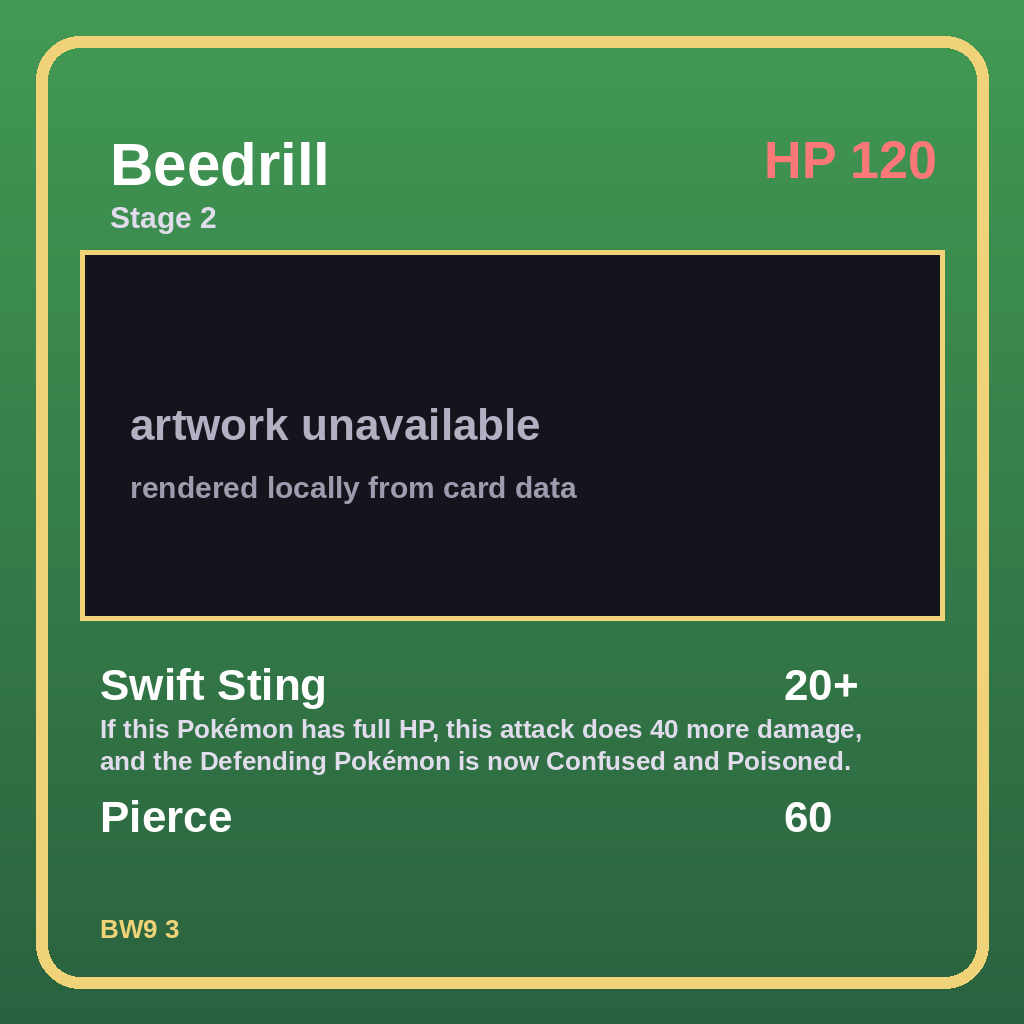 Beedrill
HP 120
Stage 2
artwork unavailable
rendered locally from card data
Swift Sting
20+
If this Pokémon has full HP, this attack does 40 more damage,
and the Defending Pokémon is now Confused and Poisoned.
Pierce
60
BW9 3